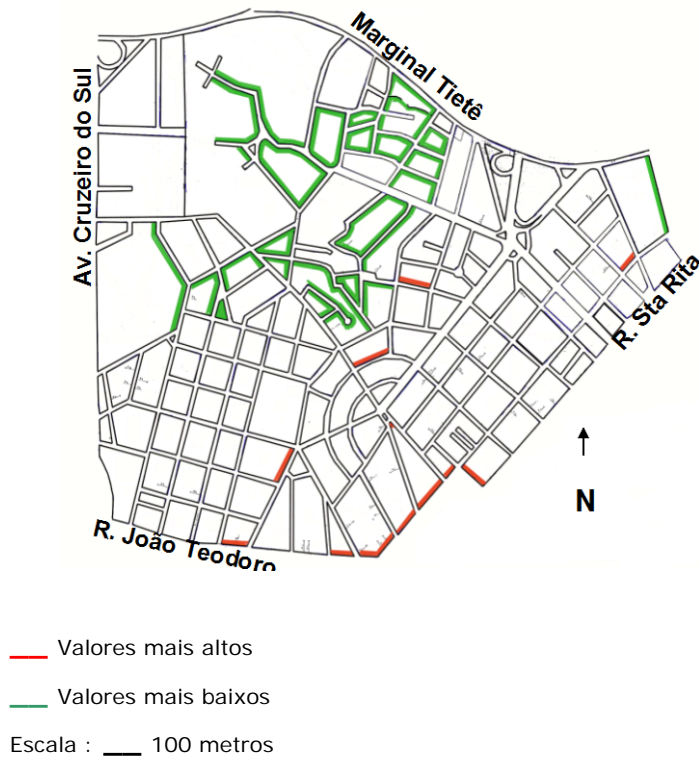 Marginal Tietê
Av. Cruzeiro do Sul
R. Sta Rita
N
R. João Teodoro
Valores mais altos
Valores mais baixos
Escala : 100 metros